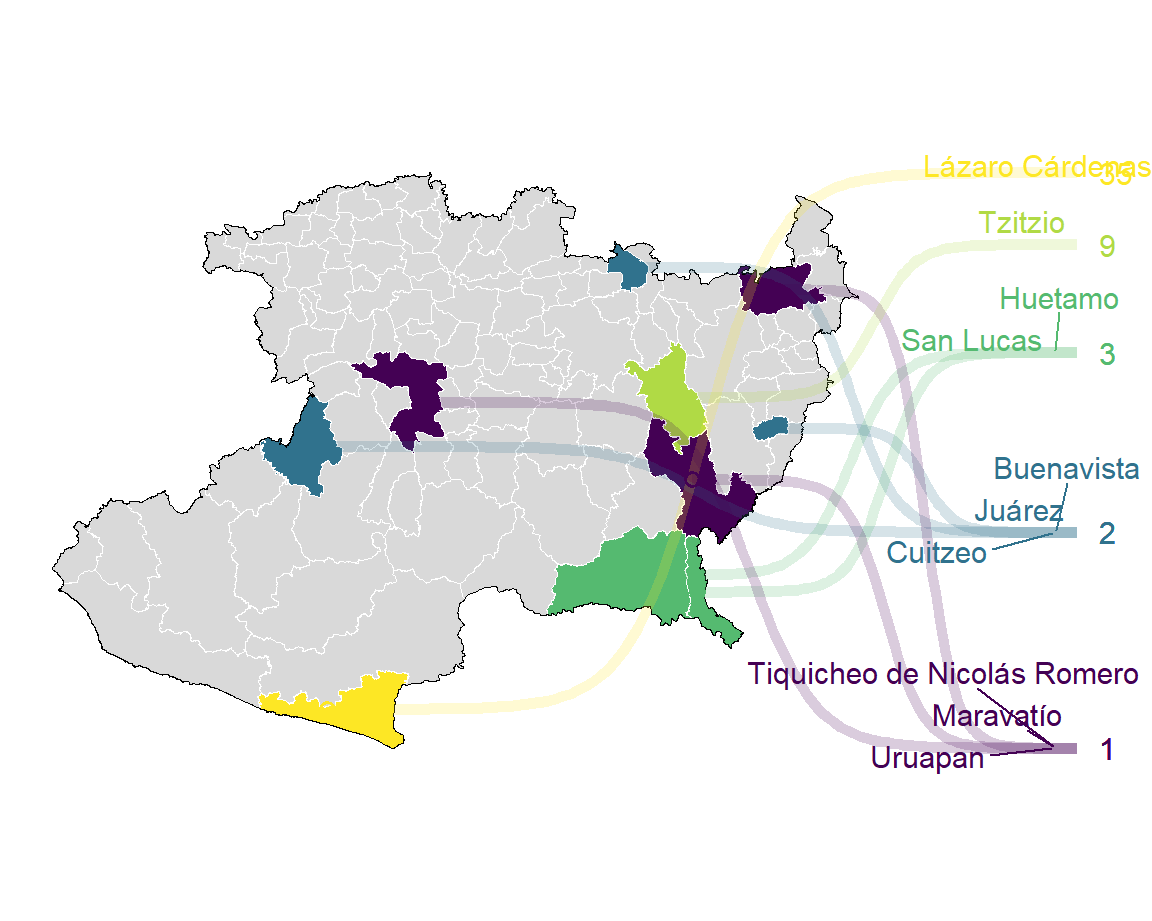 Lázaro Cárdenas 35
Tzitzio
9
Huetamo
San Lucas
3
Buenavista
Juárez
2
Cuitzeo
Tiquicheo de Nicolás Romero
Maravatío
1
Uruapan